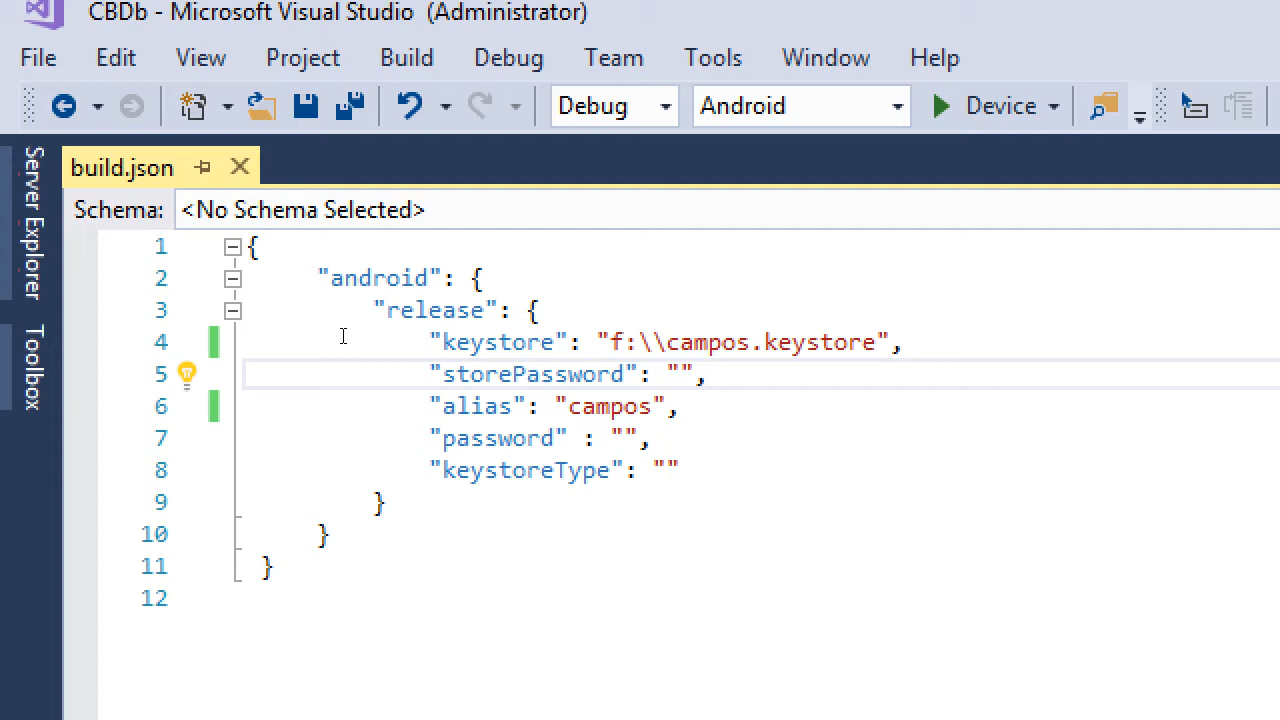 CBDb - Microsoft Visual Studio (Administrator)
File Edit View Project Build Debug Team Tools Window Help
Debug Android Device
Server Explorer
Toolbox
build.json
Schema: <No Schema Selected>
1 {
2 "android": {
3 "release": {
4 "keystore": "f:\\campos.keystore",
5 "storePassword": "",
6 "alias": "campos",
7 "password" : "",
8 "keystoreType": ""
9 }
10 }
11 }
12